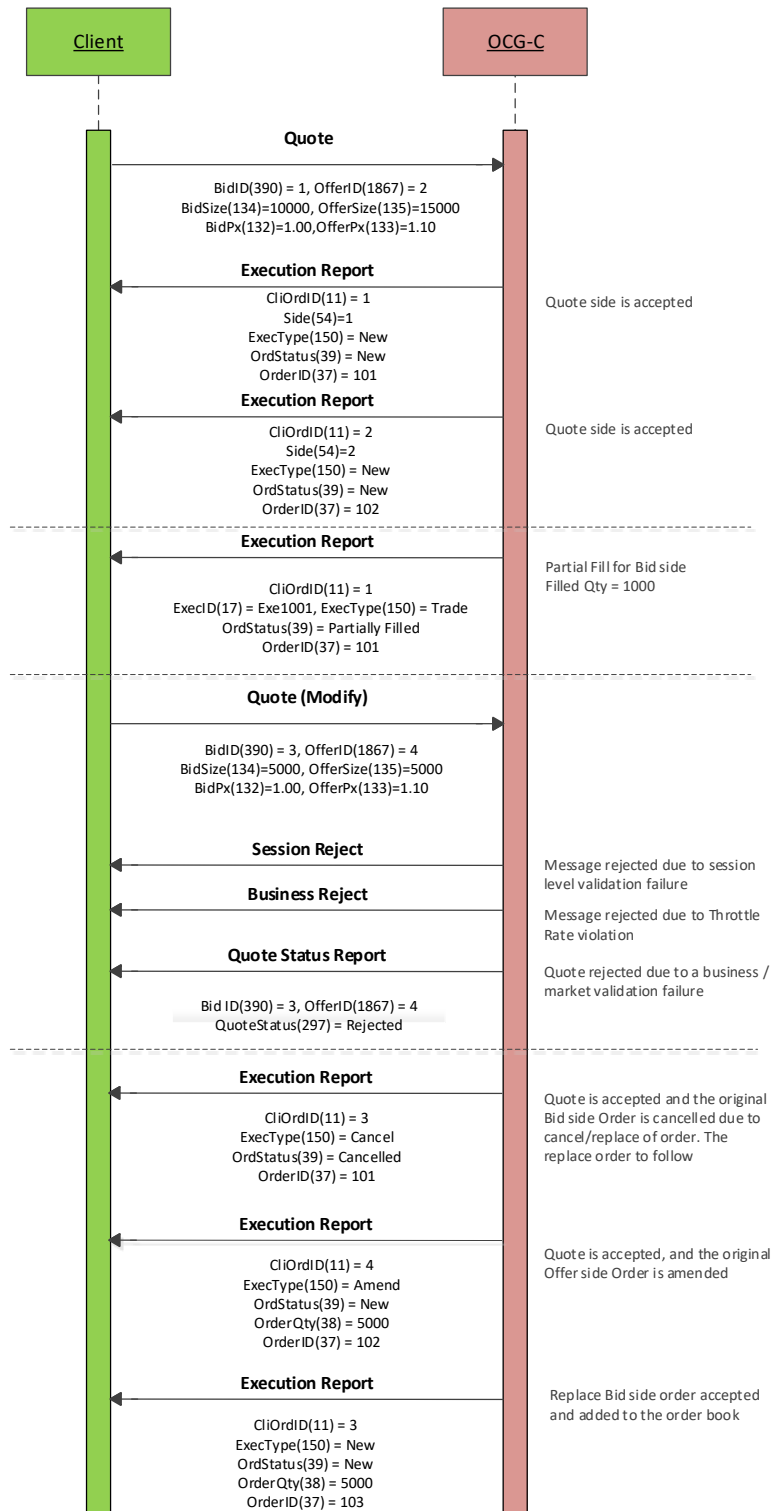 Client
OCG-C
Quote
BidID(390) = 1, OfferID(1867) = 2
BidSize(134)=10000, OfferSize(135)=15000
BidPx(132)=1.00,OfferPx(133)=1.10
Execution Report
CliOrdID(11) = 1
Side(54)=1
ExecType(150) = New
OrdStatus(39) = New
OrderID(37) = 101
Quote side is accepted
Execution Report
CliOrdID(11) = 2
Side(54)=2
ExecType(150) = New
OrdStatus(39) = New
OrderID(37) = 102
Quote side is accepted
Execution Report
CliOrdID(11) = 1
ExecID(17) = Exe1001, ExecType(150) = Trade
OrdStatus(39) = Partially Filled
OrderID(37) = 101
Partial Fill for Bid side
Filled Qty = 1000
Quote (Modify)
BidID(390) = 3, OfferID(1867) = 4
BidSize(134)=5000, OfferSize(135)=5000
BidPx(132)=1.00, OfferPx(133)=1.10
Session Reject
Message rejected due to session
level validation failure
Business Reject
Message rejected due to Throttle
Rate violation
Quote Status Report
Bid ID(390) = 3, OfferID(1867) = 4
QuoteStatus(297) = Rejected
Quote rejected due to a business /
market validation failure
Execution Report
CliOrdID(11) = 3
ExecType(150) = Cancel
OrdStatus(39) = Cancelled
OrderID(37) = 101
Quote is accepted and the original
Bid side Order is cancelled due to
cancel/replace of order. The
replace order to follow
Execution Report
CliOrdID(11) = 4
ExecType(150) = Amend
OrdStatus(39) = New
OrderQty(38) = 5000
OrderID(37) = 102
Quote is accepted, and the original
Offer side Order is amended
Execution Report
CliOrdID(11) = 3
ExecType(150) = New
OrdStatus(39) = New
OrderQty(38) = 5000
OrderID(37) = 103
Replace Bid side order accepted
and added to the order book